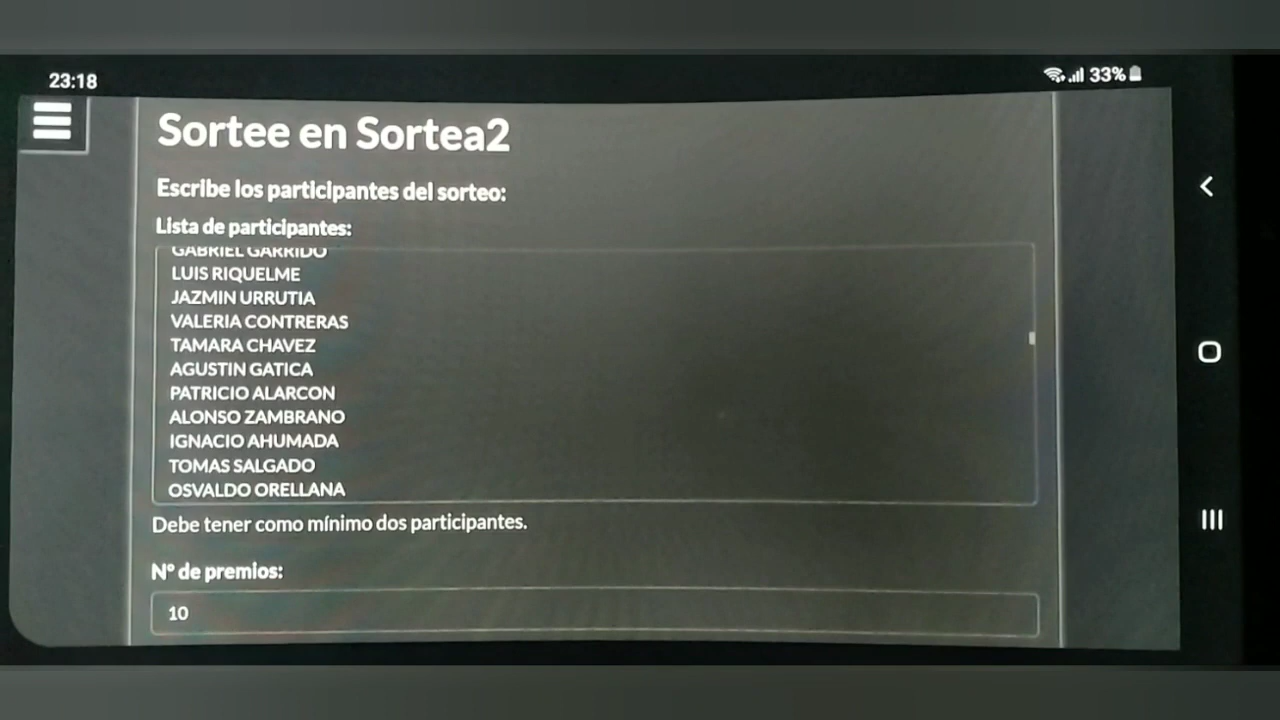 23:18
33%
Sortee en Sortea2
Escribe los participantes del sorteo:
Lista de participantes:
GABRIEL GARRIDO
LUIS RIQUELME
JAZMIN URRUTIA
VALERIA CONTRERAS
TAMARA CHAVEZ
AGUSTIN GATICA
PATRICIO ALARCON
ALONSO ZAMBRANO
IGNACIO AHUMADA
TOMAS SALGADO
OSVALDO ORELLANA
Debe tener como mínimo dos participantes.
Nº de premios:
10